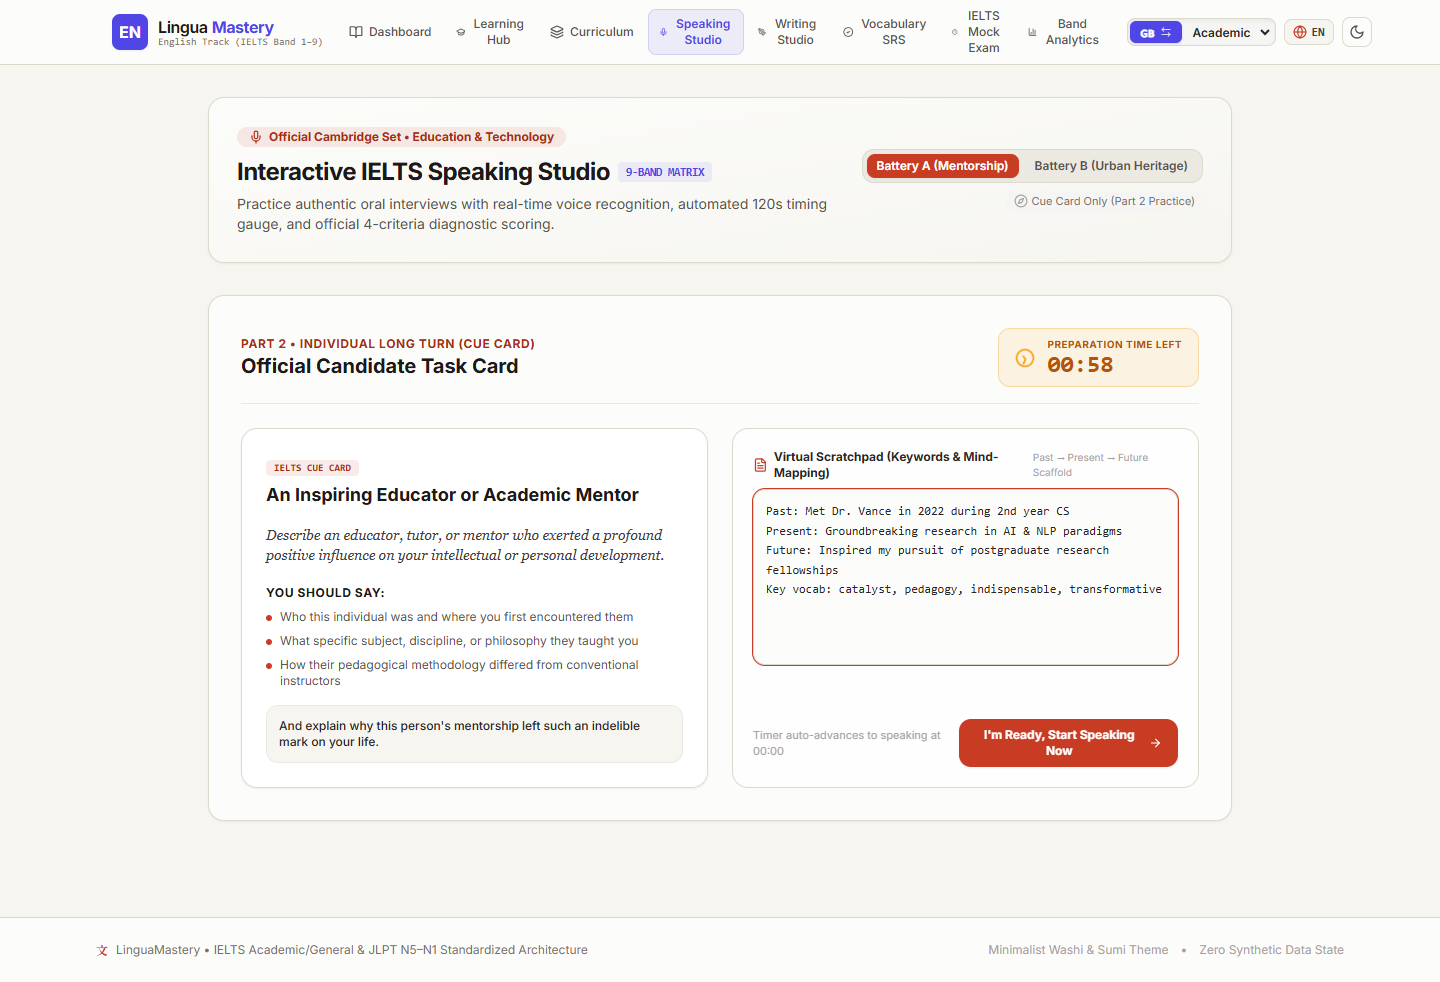 EN
Lingua Mastery
English Track (IELTS Band 1–9)
Dashboard
Learning
Hub
Curriculum
Speaking
Studio
Writing
Studio
Vocabulary
SRS
IELTS
Mock
Exam
Band
Analytics
GB
Academic
EN
Official Cambridge Set • Education & Technology
Interactive IELTS Speaking Studio
9-BAND MATRIX
Practice authentic oral interviews with real-time voice recognition, automated 120s timing
gauge, and official 4-criteria diagnostic scoring.
Battery A (Mentorship)
Battery B (Urban Heritage)
Cue Card Only (Part 2 Practice)
PART 2 • INDIVIDUAL LONG TURN (CUE CARD)
Official Candidate Task Card
PREPARATION TIME LEFT
00:58
IELTS CUE CARD
An Inspiring Educator or Academic Mentor
Describe an educator, tutor, or mentor who exerted a profound
positive influence on your intellectual or personal development.
YOU SHOULD SAY:
Who this individual was and where you first encountered them
What specific subject, discipline, or philosophy they taught you
How their pedagogical methodology differed from conventional
instructors
And explain why this person's mentorship left such an indelible
mark on your life.
Virtual Scratchpad (Keywords & Mind-
Mapping)
Past → Present → Future
Scaffold
Past: Met Dr. Vance in 2022 during 2nd year CS
Present: Groundbreaking research in AI & NLP paradigms
Future: Inspired my pursuit of postgraduate research
fellowships
Key vocab: catalyst, pedagogy, indispensable, transformative
Timer auto-advances to speaking at
00:00
I'm Ready, Start Speaking
Now
文 LinguaMastery • IELTS Academic/General & JLPT N5–N1 Standardized Architecture
Minimalist Washi & Sumi Theme • Zero Synthetic Data State